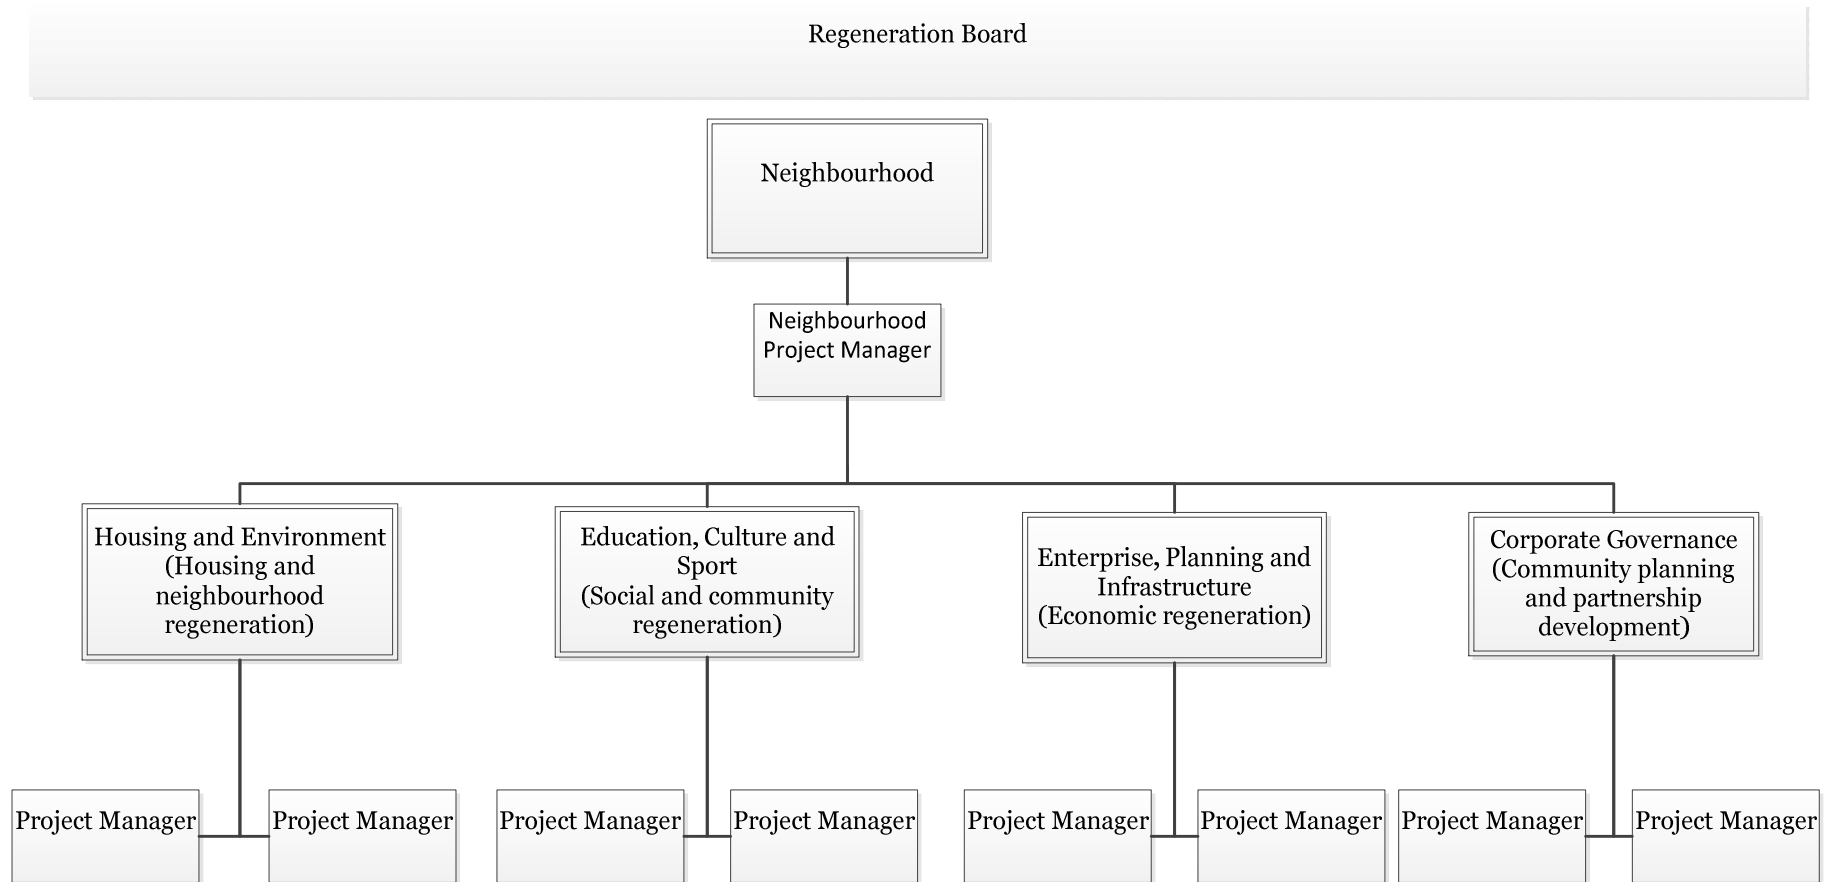 Regeneration Board
Neighbourhood
Neighbourhood
Project Manager
Housing and Environment
(Housing and
neighbourhood
regeneration)
Education, Culture and
Sport
(Social and community
regeneration)
Enterprise, Planning and
Infrastructure
(Economic regeneration)
Corporate Governance
(Community planning
and partnership
development)
Project Manager
Project Manager
Project Manager
Project Manager
Project Manager
Project Manager
Project Manager
Project Manager